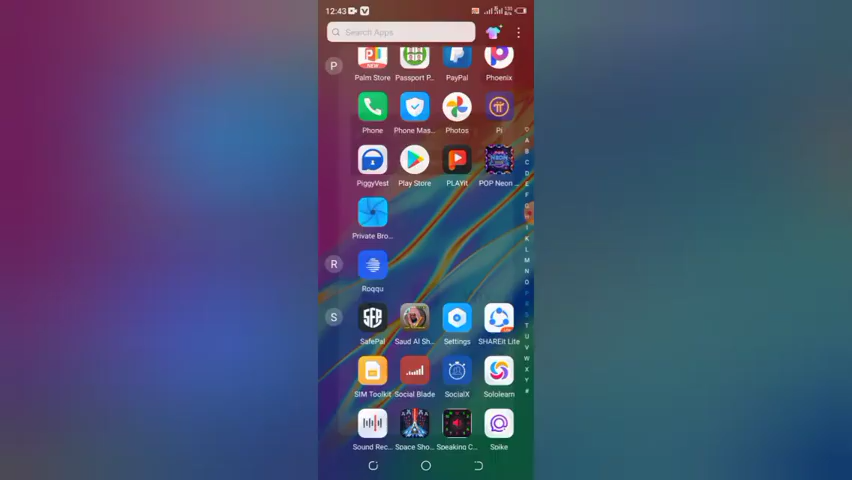 12:43
Search Apps
P
Palm Store
Passport P...
PayPal
Phoenix
Phone
Phone Mas...
Photos
Pi
PiggyVest
Play Store
PLAYit
POP Neon ...
Private Bro...
R
Roqqu
S
SafePal
Saud Al Sh...
Settings
SHAREit Lite
SIM Toolkit
Social Blade
SocialX
Sololearn
Sound Rec...
Space Sho...
Speaking C...
Spike
A
B
C
D
E
F
G
H
I
K
L
M
N
O
P
R
S
T
U
V
W
X
Y
#